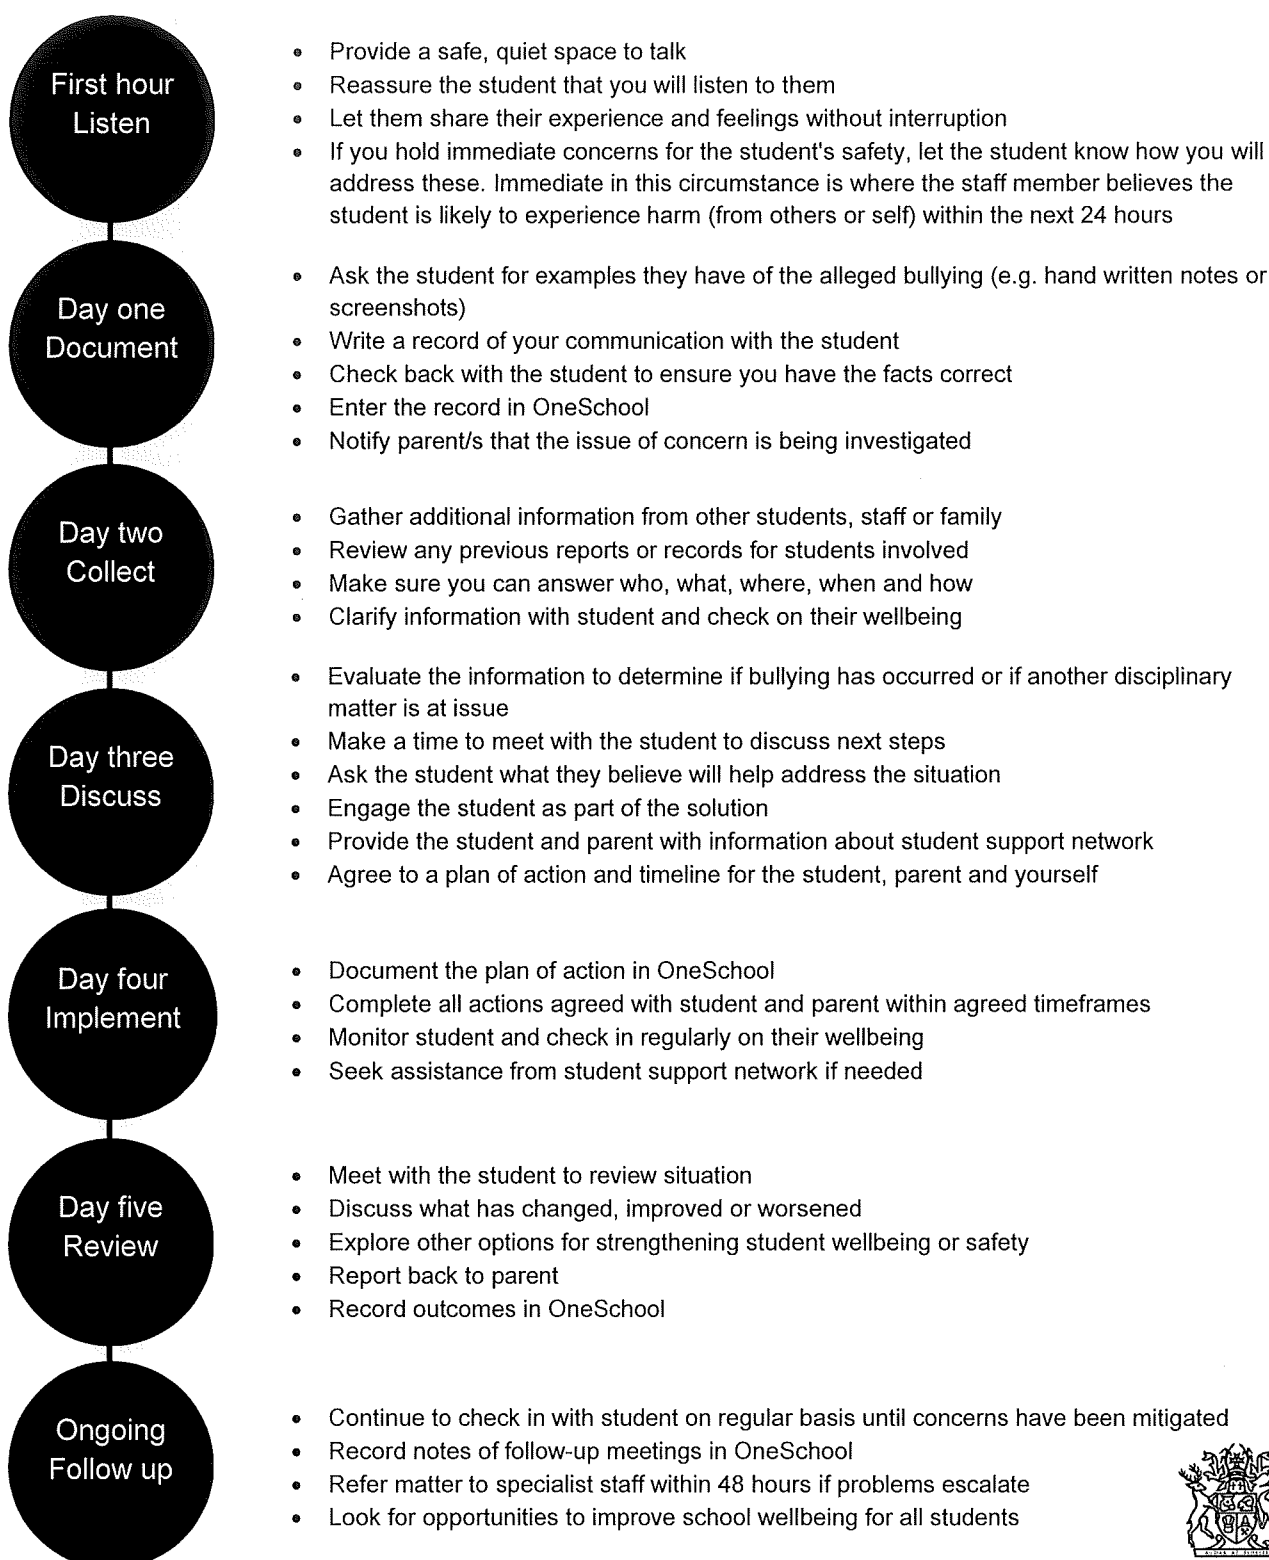 First hour
Listen
• Provide a safe, quiet space to talk
• Reassure the student that you will listen to them
• Let them share their experience and feelings without interruption
• If you hold immediate concerns for the student's safety, let the student know how you will
address these. Immediate in this circumstance is where the staff member believes the
student is likely to experience harm (from others or self) within the next 24 hours
Day one
Document
• Ask the student for examples they have of the alleged bullying (e.g. hand written notes or
screenshots)
• Write a record of your communication with the student
• Check back with the student to ensure you have the facts correct
• Enter the record in OneSchool
• Notify parent/s that the issue of concern is being investigated
Day two
Collect
• Gather additional information from other students, staff or family
• Review any previous reports or records for students involved
• Make sure you can answer who, what, where, when and how
• Clarify information with student and check on their wellbeing
Day three
Discuss
• Evaluate the information to determine if bullying has occurred or if another disciplinary
matter is at issue
• Make a time to meet with the student to discuss next steps
• Ask the student what they believe will help address the situation
• Engage the student as part of the solution
• Provide the student and parent with information about student support network
• Agree to a plan of action and timeline for the student, parent and yourself
Day four
Implement
• Document the plan of action in OneSchool
• Complete all actions agreed with student and parent within agreed timeframes
• Monitor student and check in regularly on their wellbeing
• Seek assistance from student support network if needed
Day five
Review
• Meet with the student to review situation
• Discuss what has changed, improved or worsened
• Explore other options for strengthening student wellbeing or safety
• Report back to parent
• Record outcomes in OneSchool
Ongoing
Follow up
• Continue to check in with student on regular basis until concerns have been mitigated
• Record notes of follow-up meetings in OneSchool
• Refer matter to specialist staff within 48 hours if problems escalate
• Look for opportunities to improve school wellbeing for all students